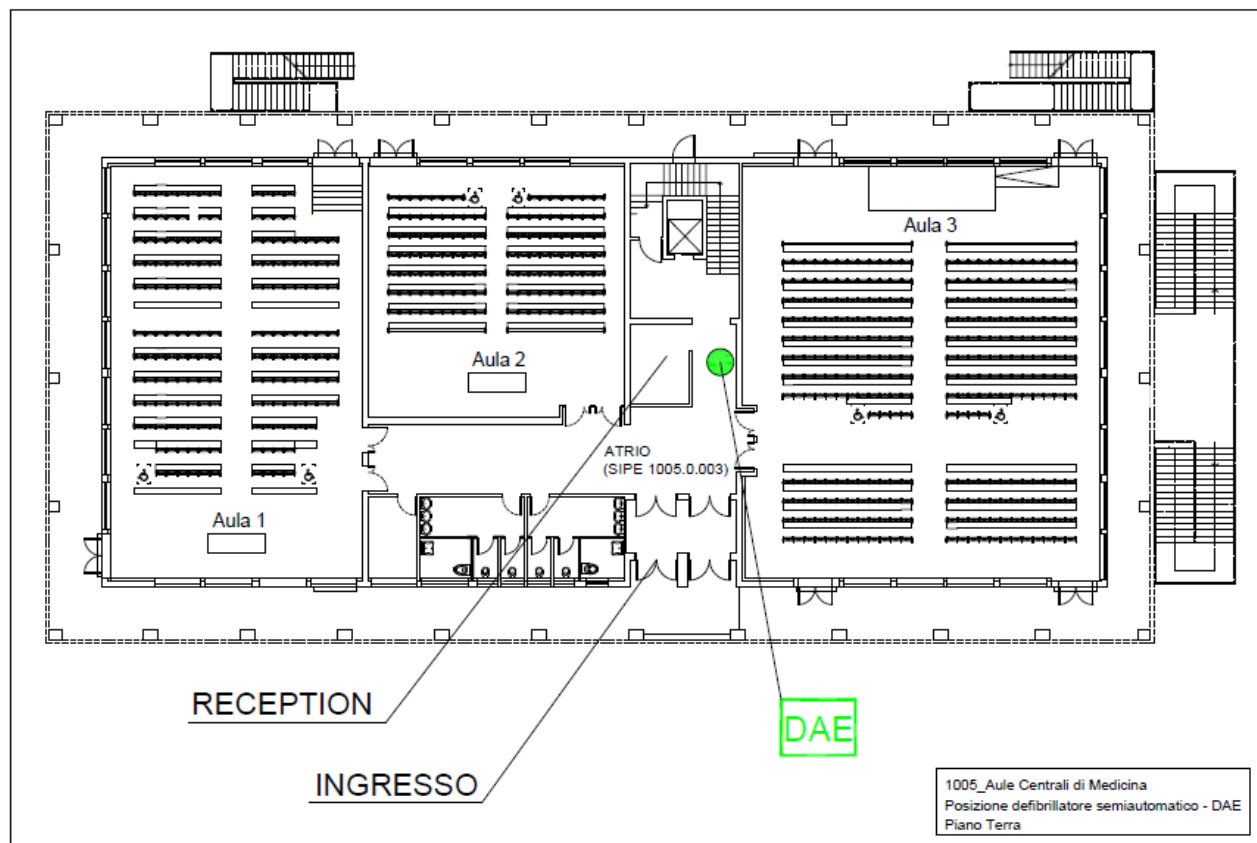 Aula 3
Aula 2
ATRIO
(SIPE 1005.0.003)
Aula 1
RECEPTION
DAE
INGRESSO
1005_Aule Centrali di Medicina
Posizione defibrillatore semiautomatico - DAE
Piano Terra